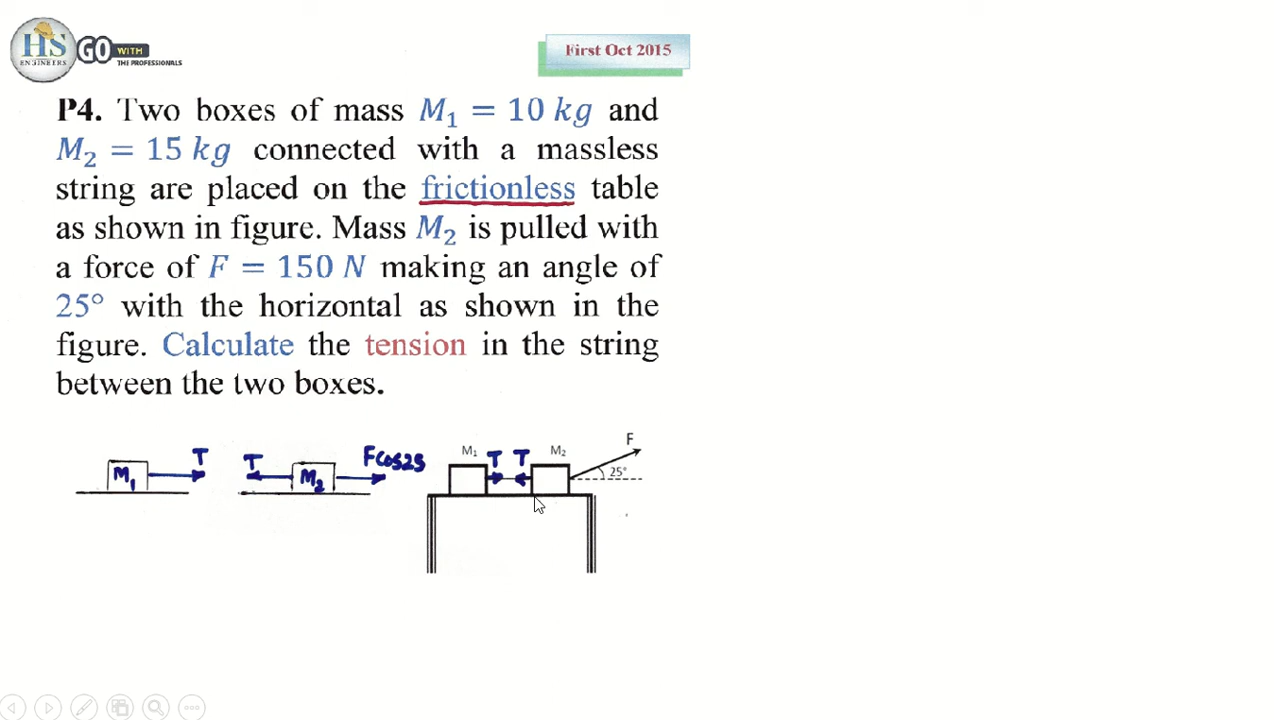 HS
ENGINEERS
GO WITH
THE PROFESSIONALS
First Oct 2015
P4. Two boxes of mass M₁ = 10 kg and
M₂ = 15 kg connected with a massless
string are placed on the frictionless table
as shown in figure. Mass M₂ is pulled with
a force of F = 150 N making an angle of
25° with the horizontal as shown in the
figure. Calculate the tension in the string
between the two boxes.
M₁ T
T M₂ Fcos25
M₁ T T M₂ F
25°